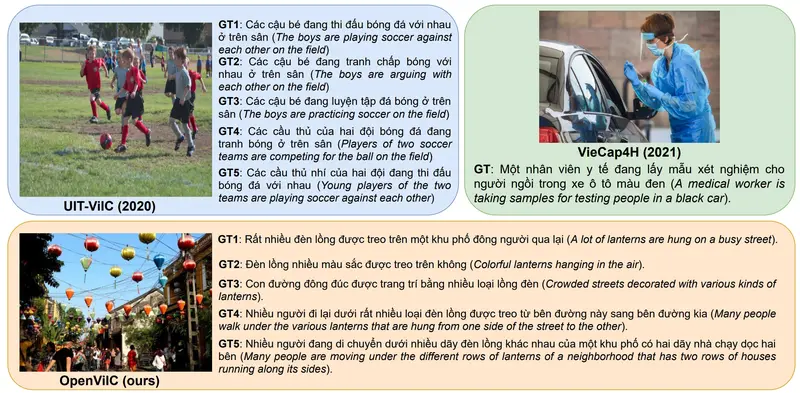 GT1: Các cậu bé đang thi đấu bóng đá với nhau
ở trên sân (The boys are playing soccer against
each other on the field)
GT2: Các cậu bé đang tranh chấp bóng với
nhau ở trên sân (The boys are arguing with
each other on the field)
GT3: Các cậu bé đang luyện tập đá bóng ở trên
sân (The boys are practicing soccer on the field)
GT4: Các cầu thủ của hai đội bóng đá đang
tranh bóng ở trên sân (Players of two soccer
teams are competing for the ball on the field)
GT5: Các cầu thủ nhí của hai đội đang thi đấu
bóng đá với nhau (Young players of the two
teams are playing soccer against each other)
UIT-ViIC (2020)
VieCap4H (2021)
GT: Một nhân viên y tế đang lấy mẫu xét nghiệm cho
người ngồi trong xe ô tô màu đen (A medical worker is
taking samples for testing people in a black car).
GT1: Rất nhiều đèn lồng được treo trên một khu phố đông người qua lại (A lot of lanterns are hung on a busy street).
GT2: Đèn lồng nhiều màu sắc được treo trên không (Colorful lanterns hanging in the air).
GT3: Con đường đông đúc được trang trí bằng nhiều loại lồng đèn (Crowded streets decorated with various kinds of
lanterns).
GT4: Nhiều người đi lại dưới rất nhiều loại đèn lồng được treo từ bên đường này sang bên đường kia (Many people
walk under the various lanterns that are hung from one side of the street to the other).
GT5: Nhiều người đang di chuyển dưới nhiều dãy đèn lồng khác nhau của một khu phố có hai dãy nhà chạy dọc hai
bên (Many people are moving under the different rows of lanterns of a neighborhood that has two rows of houses
running along its sides).
OpenViIC (ours)